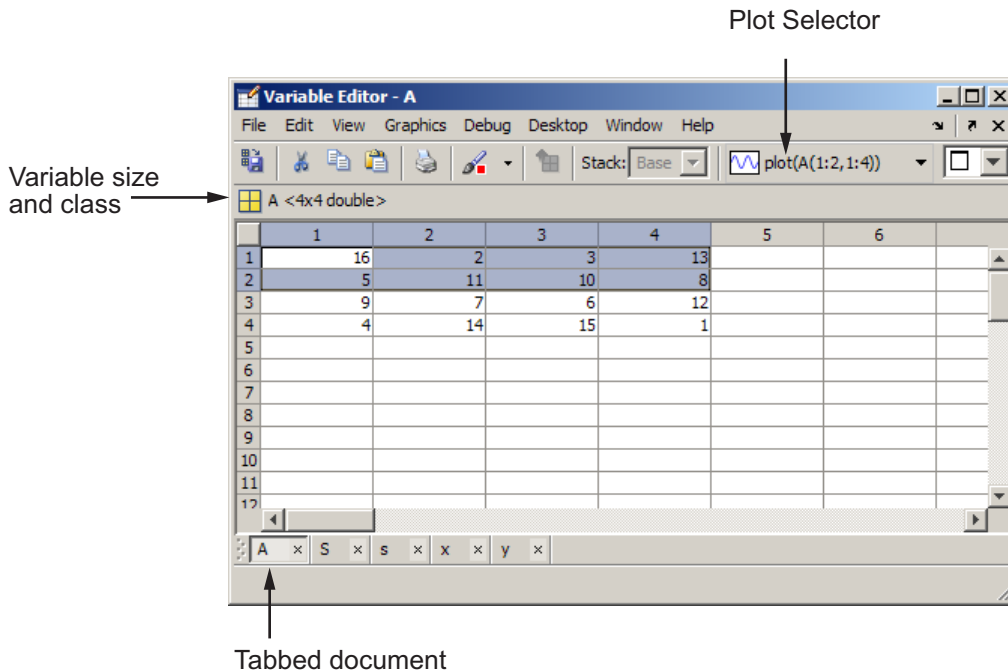 Plot Selector
Variable Editor - A
File Edit View Graphics Debug Desktop Window Help
Stack: Base plot(A(1:2,1:4))
Variable size
and class
A <4x4 double>
1 2 3 4 5 6
1 16 2 3 13
2 5 11 10 8
3 9 7 6 12
4 4 14 15 1
5
6
7
8
9
10
11
12
A S s x y
Tabbed document